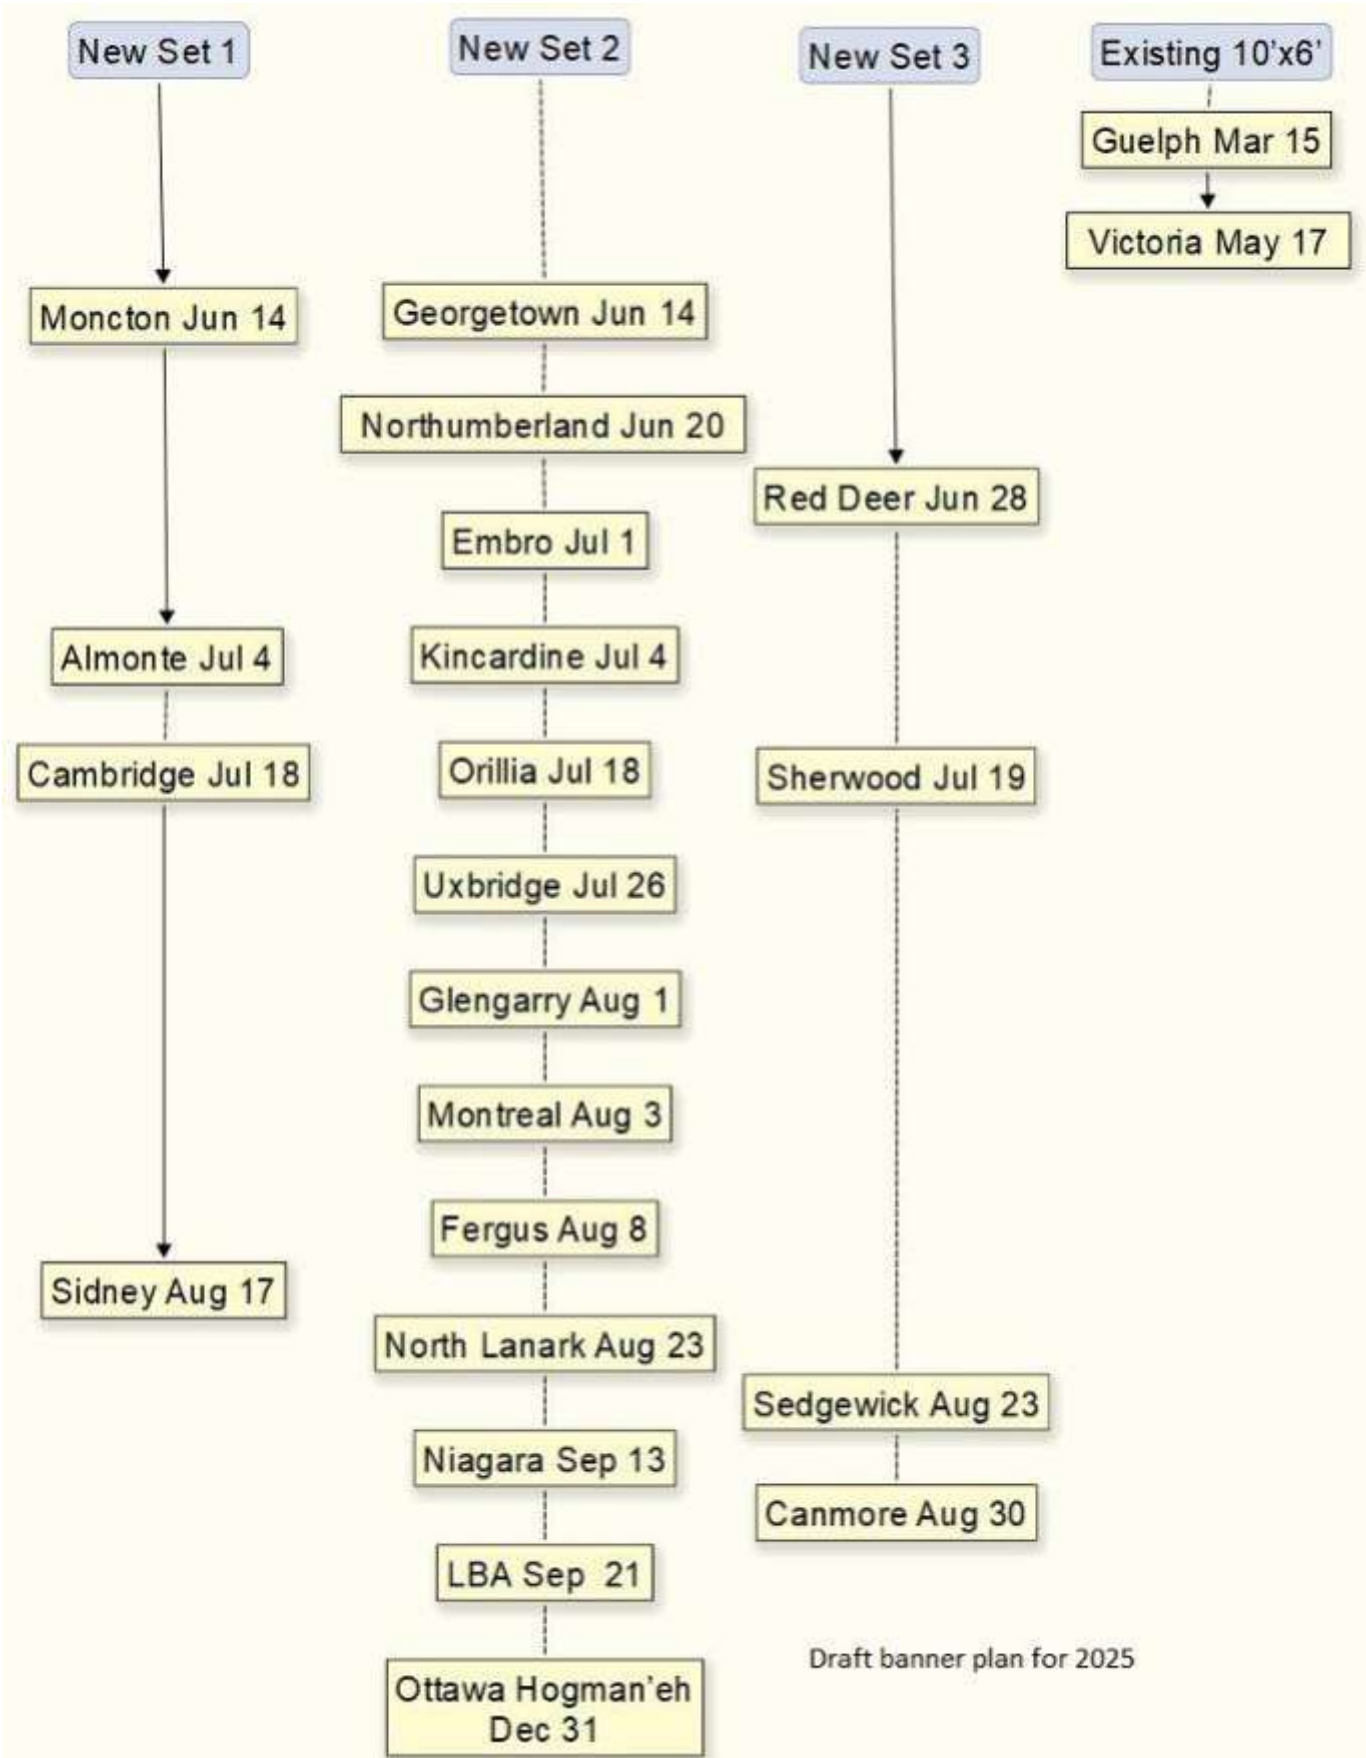 New Set 1
New Set 2
New Set 3
Existing 10’x6’
Guelph Mar 15
Victoria May 17
Moncton Jun 14
Georgetown Jun 14
Northumberland Jun 20
Red Deer Jun 28
Embro Jul 1
Almonte Jul 4
Kincardine Jul 4
Cambridge Jul 18
Orillia Jul 18
Sherwood Jul 19
Uxbridge Jul 26
Glengarry Aug 1
Montreal Aug 3
Fergus Aug 8
Sidney Aug 17
North Lanark Aug 23
Sedgewick Aug 23
Niagara Sep 13
Canmore Aug 30
LBA Sep 21
Draft banner plan for 2025
Ottawa Hogman’eh
Dec 31